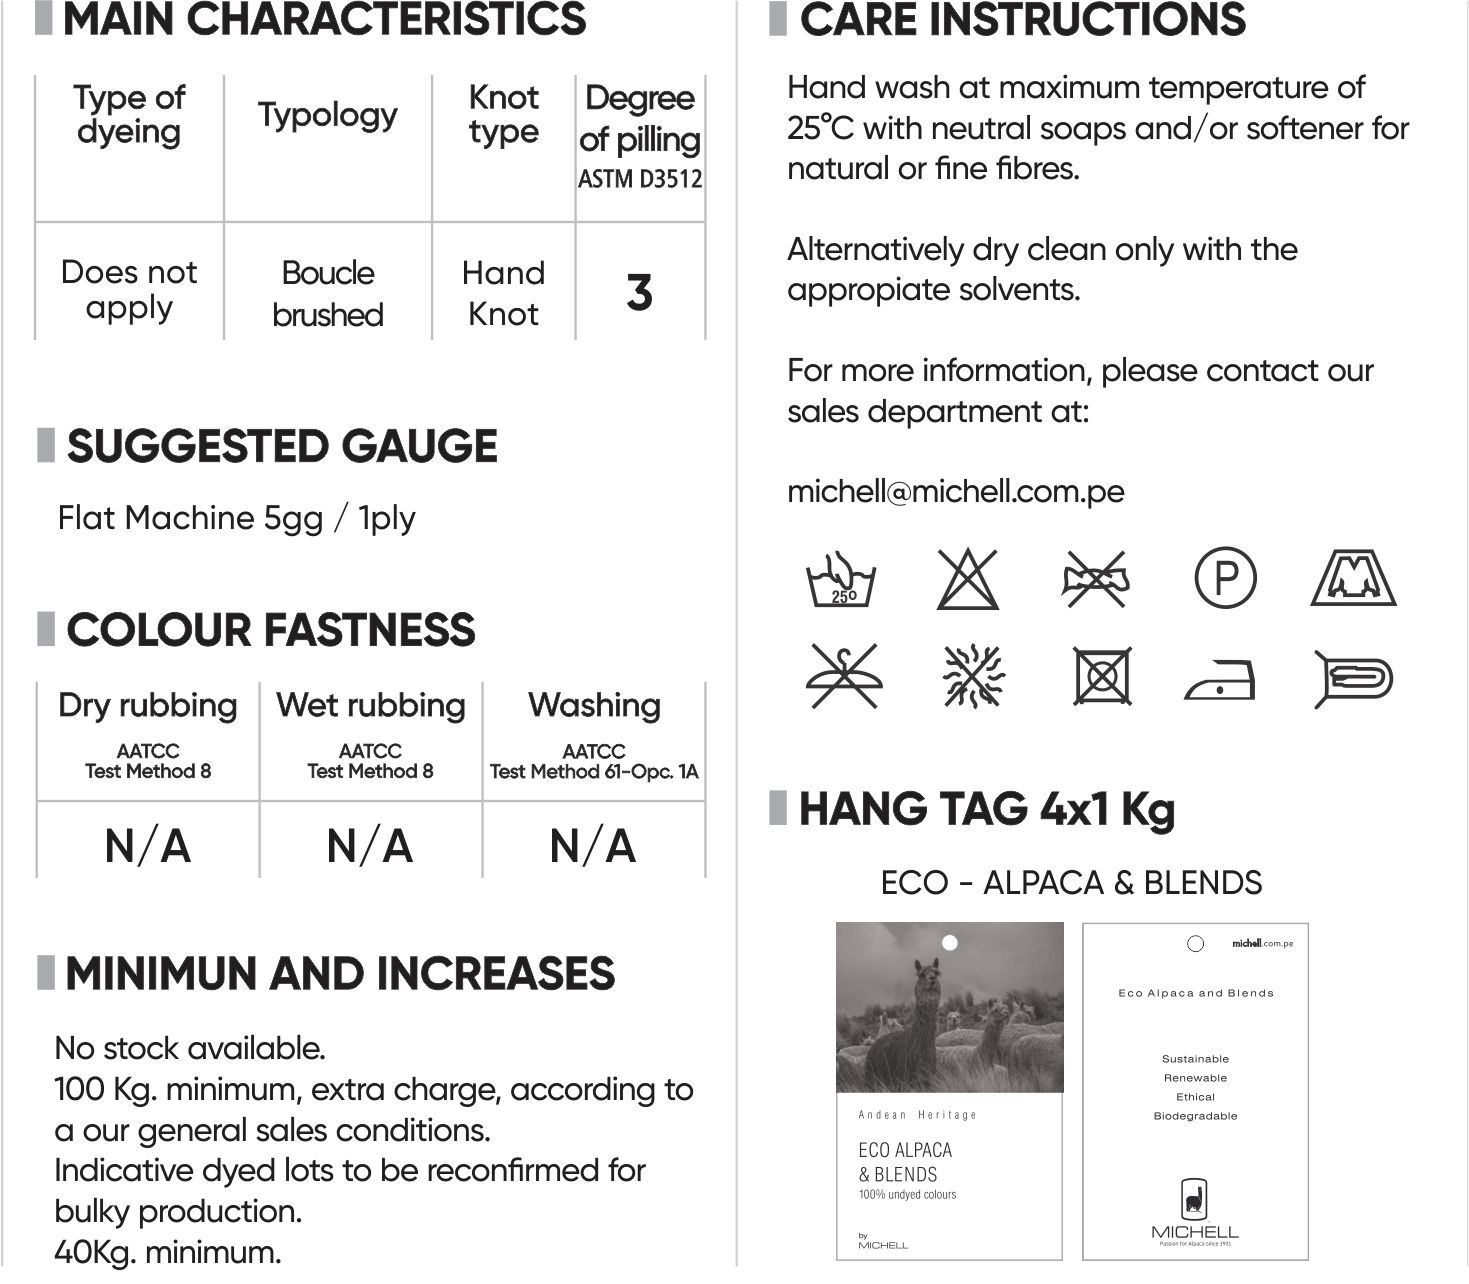 MAIN CHARACTERISTICS
Type of
dyeing
Typology
Knot
type
Degree
of pilling
ASTM D3512
Does not
apply
Boucle
brushed
Hand
Knot
3
SUGGESTED GAUGE
Flat Machine 5gg / 1ply
COLOUR FASTNESS
Dry rubbing
AATCC
Test Method 8
Wet rubbing
AATCC
Test Method 8
Washing
AATCC
Test Method 61-Opc. 1A
N/A
N/A
N/A
MINIMUN AND INCREASES
No stock available.
100 Kg. minimum, extra charge, according to
a our general sales conditions.
Indicative dyed lots to be reconfirmed for
bulky production.
40Kg. minimum.
CARE INSTRUCTIONS
Hand wash at maximum temperature of
25°C with neutral soaps and/or softener for
natural or fine fibres.
Alternatively dry clean only with the
appropiate solvents.
For more information, please contact our
sales department at:
michell@michell.com.pe
25º
P
HANG TAG 4x1 Kg
ECO - ALPACA & BLENDS
Andean Heritage
ECO ALPACA
& BLENDS
100% undyed colours
by
MICHELL
michell.com.pe
Eco Alpaca and Blends
Sustainable
Renewable
Ethical
Biodegradable
MICHELL
Passion for Alpaca since 1931